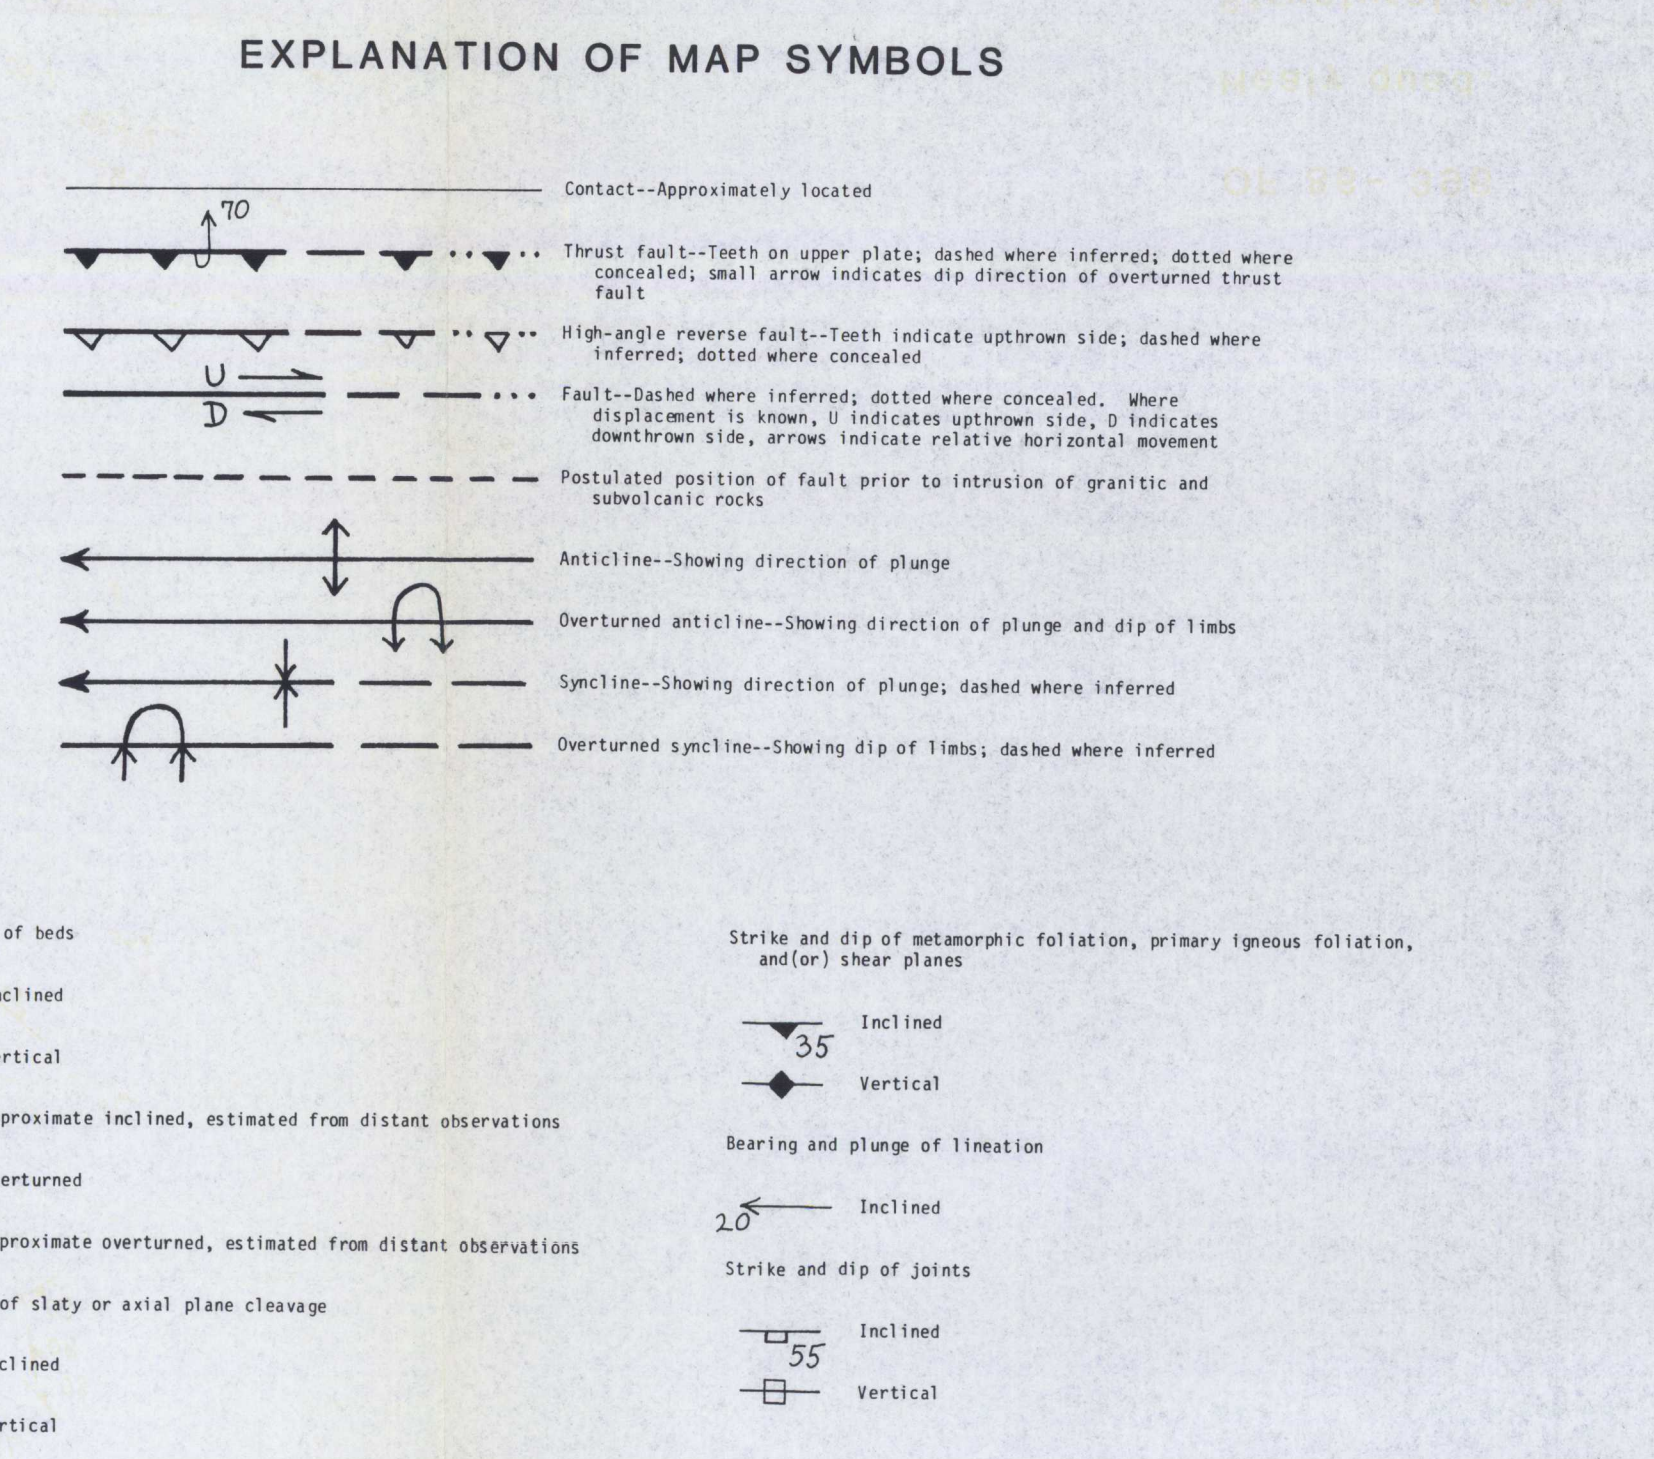 EXPLANATION OF MAP SYMBOLS
Contact--Approximately located
70
Thrust fault--Teeth on upper plate; dashed where inferred; dotted where
concealed; small arrow indicates dip direction of overturned thrust
fault
High-angle reverse fault--Teeth indicate upthrown side; dashed where
inferred; dotted where concealed
U
D
Fault--Dashed where inferred; dotted where concealed. Where
displacement is known, U indicates upthrown side, D indicates
downthrown side, arrows indicate relative horizontal movement
Postulated position of fault prior to intrusion of granitic and
subvolcanic rocks
Anticline--Showing direction of plunge
Overturned anticline--Showing direction of plunge and dip of limbs
Syncline--Showing direction of plunge; dashed where inferred
Overturned syncline--Showing dip of limbs; dashed where inferred
of beds
clined
rtical
proximate inclined, estimated from distant observations
erturned
proximate overturned, estimated from distant observations
of slaty or axial plane cleavage
clined
rtical
Strike and dip of metamorphic foliation, primary igneous foliation,
and(or) shear planes
Inclined
35
Vertical
Bearing and plunge of lineation
Inclined
20
Strike and dip of joints
Inclined
55
Vertical